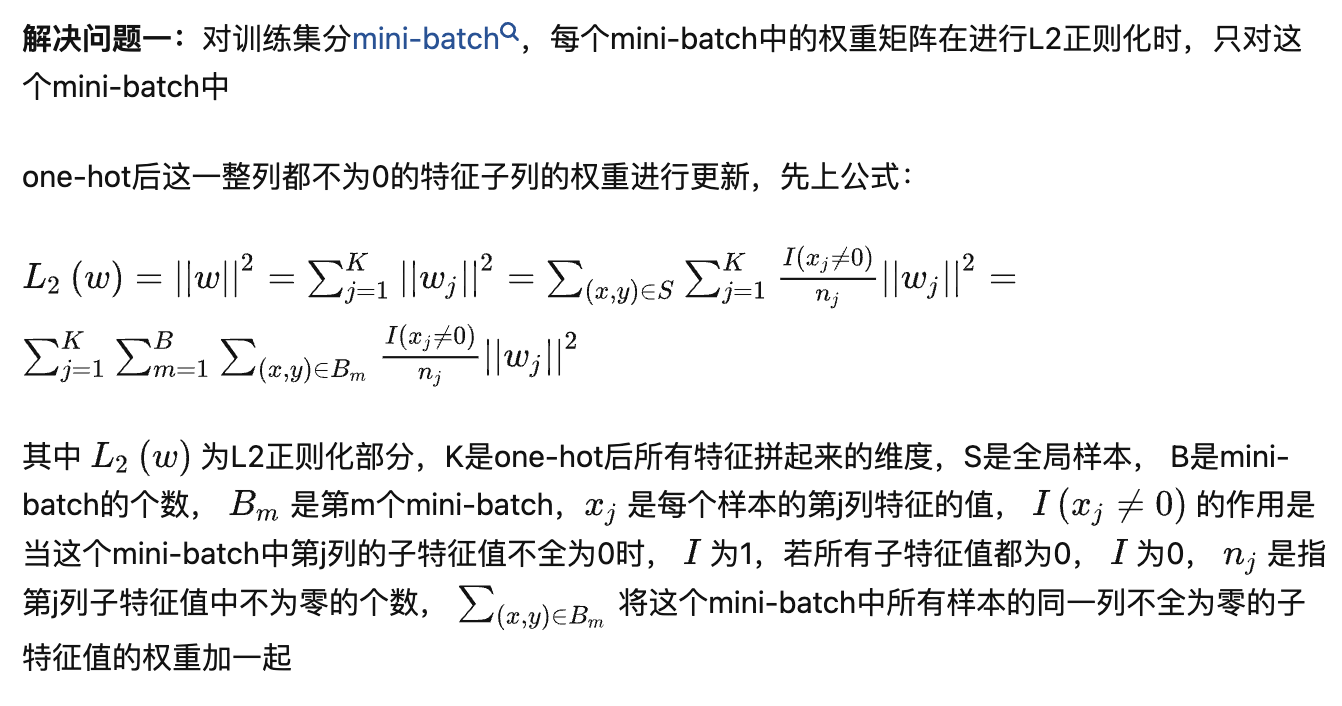 解决问题一：对训练集分mini-batch，每个mini-batch中的权重矩阵在进行L2正则化时，只对这
个mini-batch中
one-hot后这一整列都不为0的特征子列的权重进行更新，先上公式：
$L_2(w) = ||w||^2 = \sum_{j=1}^{K} ||w_j||^2 = \sum_{(x,y)\in S} \sum_{j=1}^{K} \frac{I(x_j \neq 0)}{n_j} ||w_j||^2 =$
$\sum_{j=1}^{K} \sum_{m=1}^{B} \sum_{(x,y)\in B_m} \frac{I(x_j \neq 0)}{n_j} ||w_j||^2$
其中 $L_2(w)$ 为L2正则化部分，K是one-hot后所有特征拼起来的维度，S是全局样本， B是mini-
batch的个数， $B_m$ 是第m个mini-batch，$x_j$ 是每个样本的第j列特征的值， $I(x_j \neq 0)$ 的作用是
当这个mini-batch中第j列的子特征值不全为0时， $I$ 为1，若所有子特征值都为0， $I$ 为0， $n_j$ 是指
第j列子特征值中不为零的个数， $\sum_{(x,y)\in B_m}$ 将这个mini-batch中所有样本的同一列不全为零的子
特征值的权重加一起